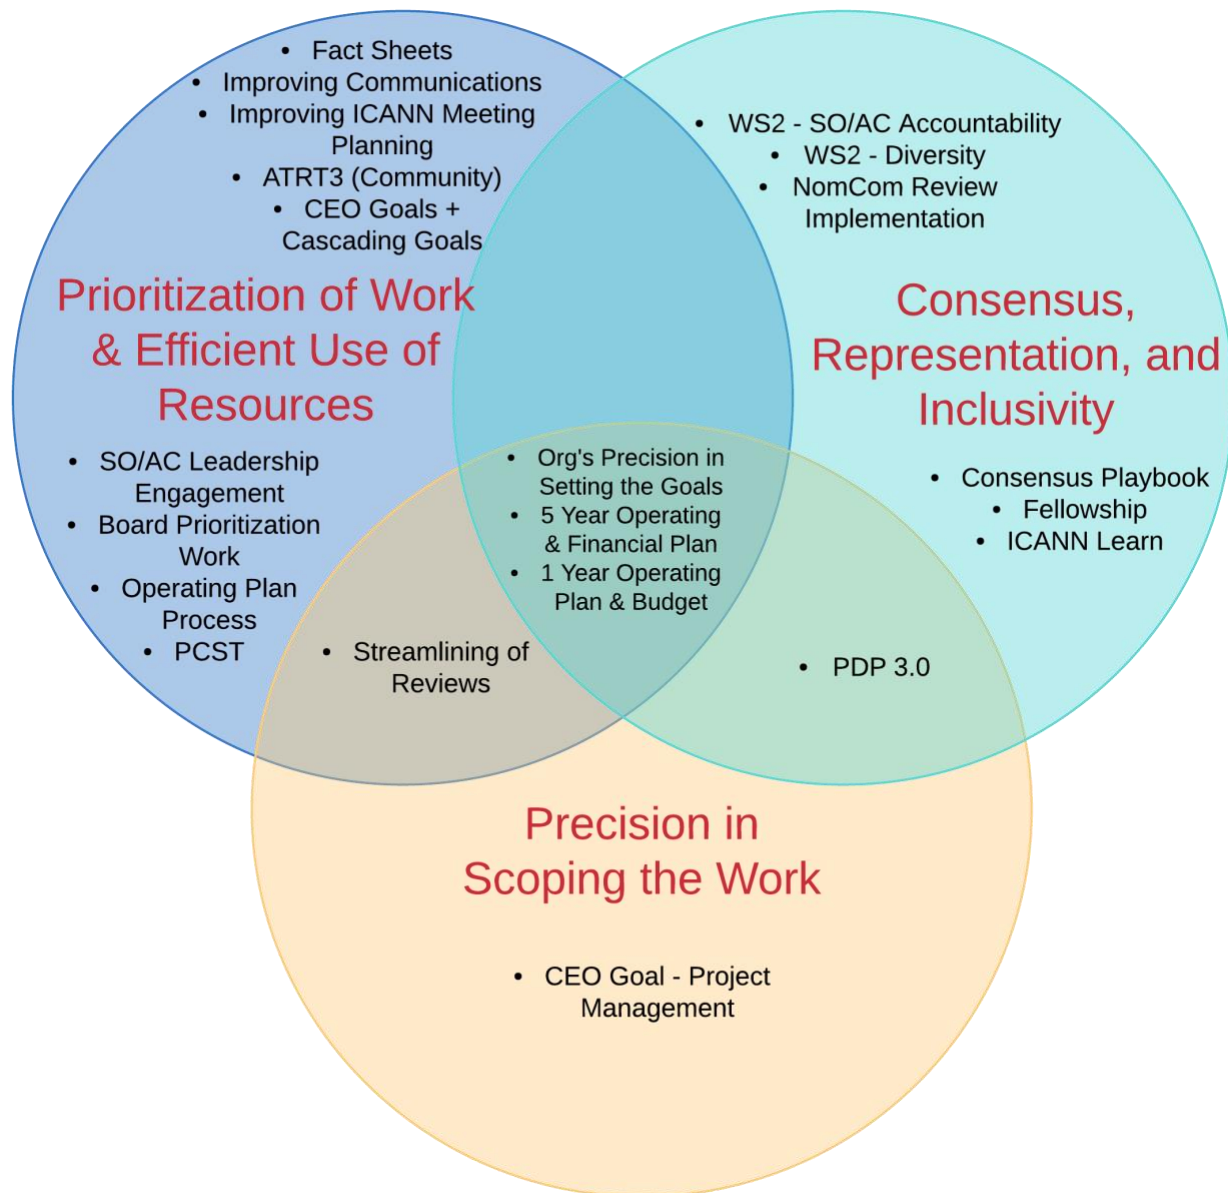 • Fact Sheets
• Improving Communications
• Improving ICANN Meeting
Planning
• ATRT3 (Community)
• CEO Goals +
Cascading Goals
Prioritization of Work
& Efficient Use of
Resources
• SO/AC Leadership
Engagement
• Board Prioritization
Work
• Operating Plan
Process
• PCST
• WS2 - SO/AC Accountability
• WS2 - Diversity
• NomCom Review
Implementation
Consensus,
Representation, and
Inclusivity
• Consensus Playbook
• Fellowship
• ICANN Learn
• Org's Precision in
Setting the Goals
• 5 Year Operating
& Financial Plan
• 1 Year Operating
Plan & Budget
• Streamlining of
Reviews
• PDP 3.0
Precision in
Scoping the Work
• CEO Goal - Project
Management